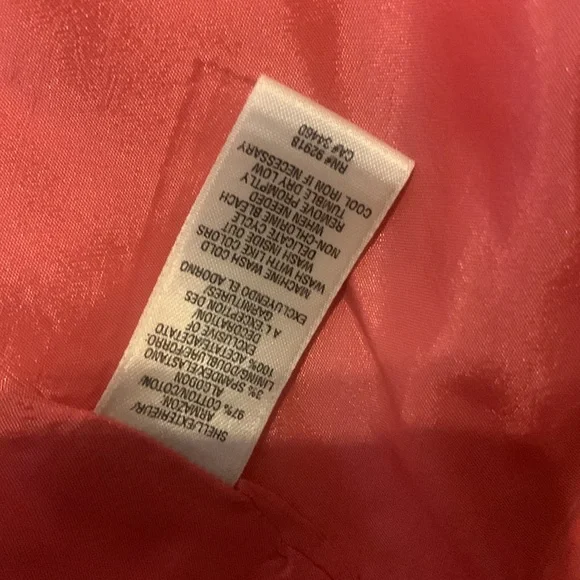 SHELL/EXTERIEUR/
ARMAZON:
97% COTTON/COTON/
ALGODON
3% SPANDEX/ELASTANO
LINING/DOUBLURE/FORRO:
100% ACETATE/ACETATO
EXCLUSIVE OF
DECORATION/
A L'EXCEPTION DES
GARNITURES/
EXCLUYENDO EL ADORNO
MACHINE WASH COLD
WASH WITH LIKE COLORS
WASH INSIDE OUT
DELICATE CYCLE
NON-CHLORINE BLEACH
WHEN NEEDED
REMOVE PROMPTLY
TUMBLE DRY LOW
COOL IRON IF NECESSARY
RN# 92918
CA# 34480